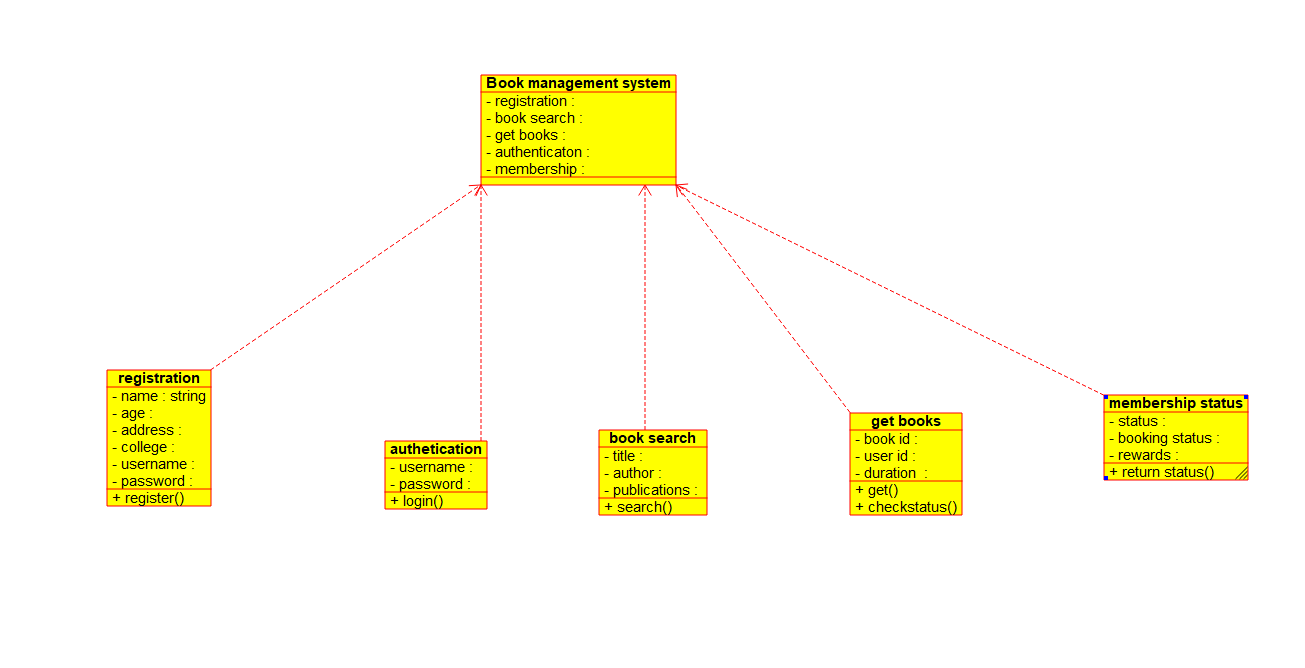 Book management system
- registration :
- book search :
- get books :
- authenticaton :
- membership :
registration
- name : string
- age :
- address :
- college :
- username :
- password :
+ register()
authetication
- username :
- password :
+ login()
book search
- title :
- author :
- publications :
+ search()
get books
- book id :
- user id :
- duration  :
+ get()
+ checkstatus()
membership status
- status :
- booking status :
- rewards :
+ return status()